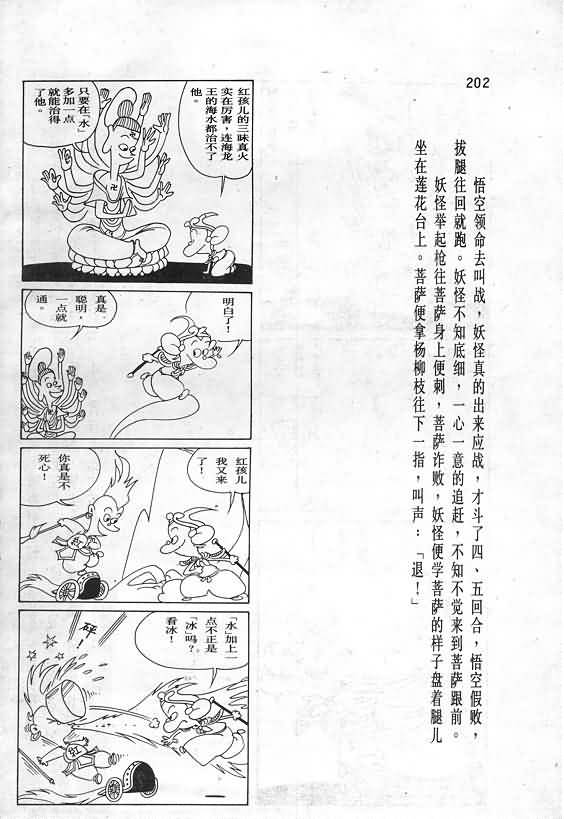 202
悟空领命去叫战，妖怪真的出来应战，才斗了四、五回合，悟空假败，
拔腿往回就跑。妖怪不知底细，一心一意的追赶，不知不觉来到菩萨跟前。
妖怪举起枪往菩萨身上便刺，菩萨诈败，妖怪便学菩萨的样子盘着腿儿
坐在莲花台上。菩萨便拿杨柳枝往下一指，叫声：「退！」
红孩儿的三昧真火
实在厉害，连海龙
王的海水都治不了
他。
只要在「水」
多加一点
就能治得
了他。
卍
明白了！
真是
聪明，
一点就
通。
红孩儿
我又来
了！
你真是不
死心！
红
「水」加上一
点不正是
「冰」吗？
看冰！
砰！
红